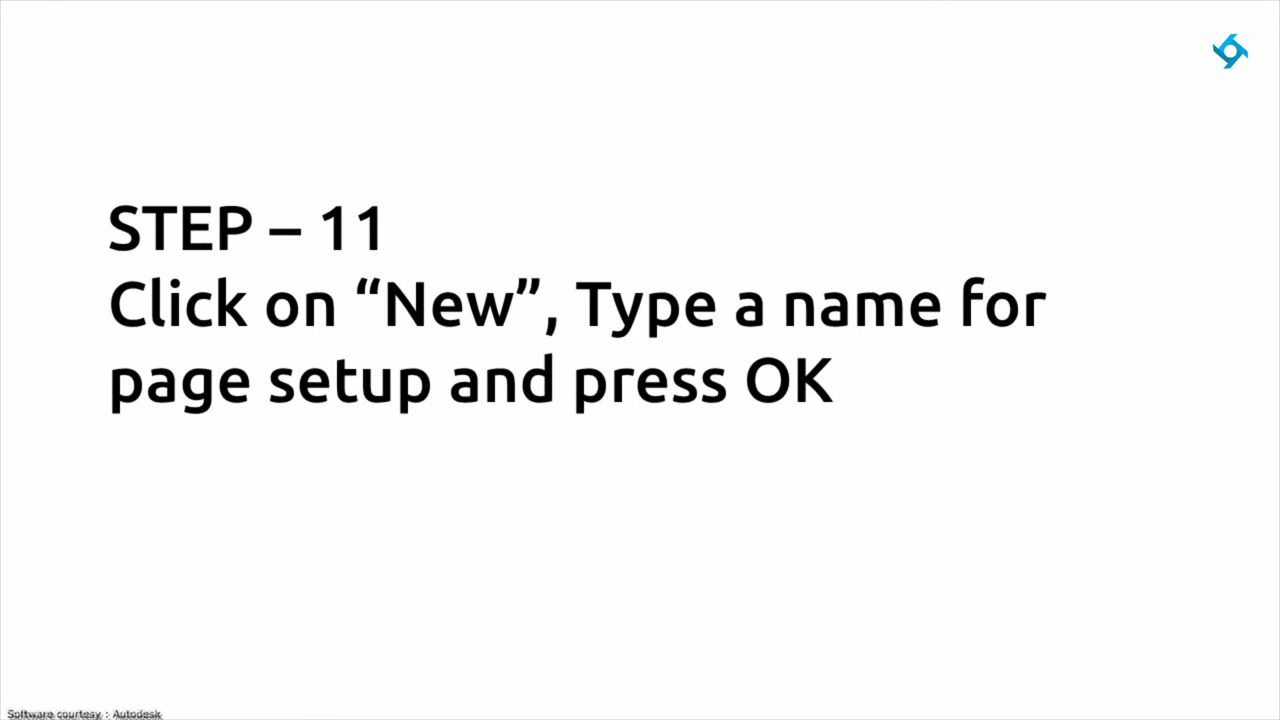 STEP – 11
Click on “New”, Type a name for
page setup and press OK
Software courtesy : Autodesk